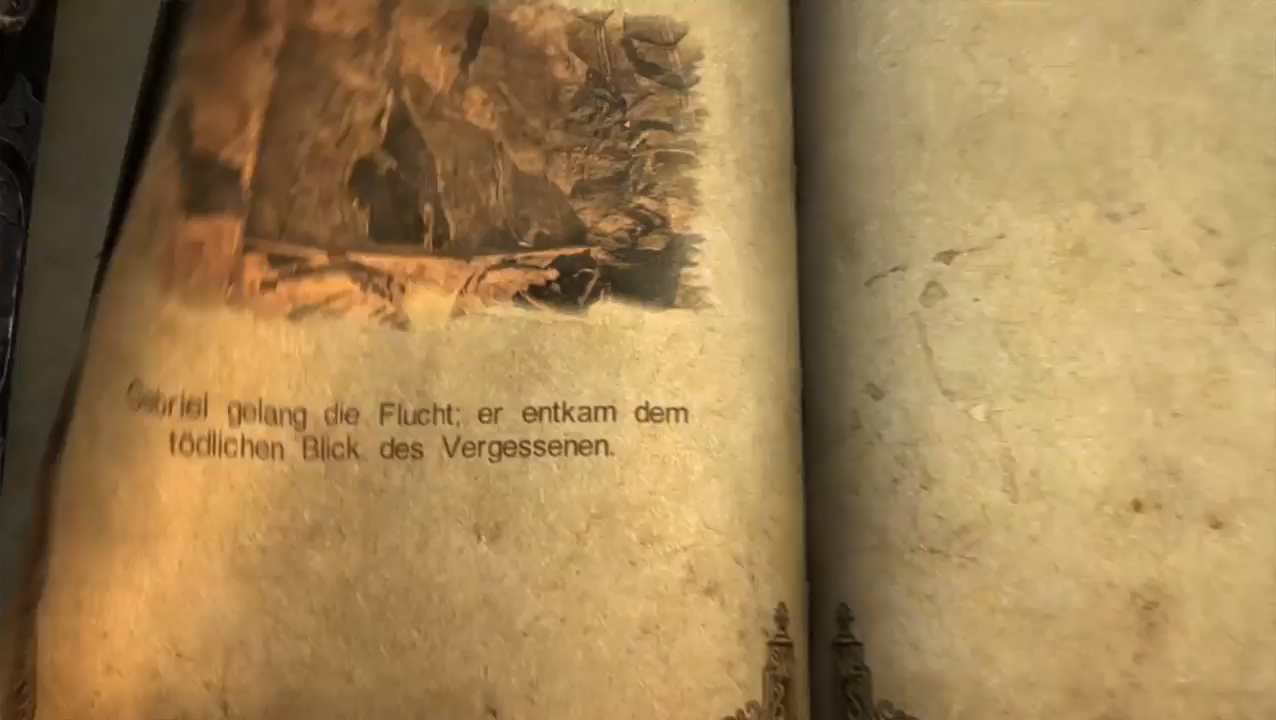 Gabriel gelang die Flucht; er entkam dem
tödlichen Blick des Vergessenen.